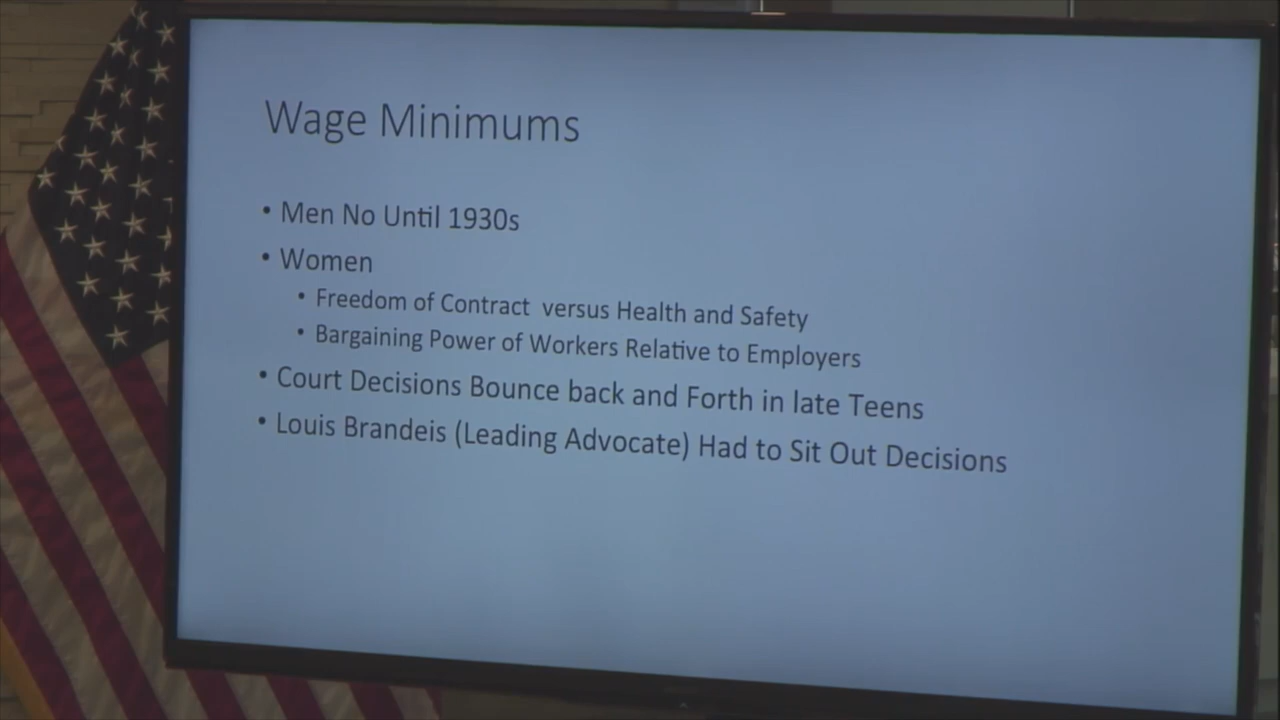 Wage Minimums
• Men No Until 1930s
• Women
• Freedom of Contract versus Health and Safety
• Bargaining Power of Workers Relative to Employers
• Court Decisions Bounce back and Forth in late Teens
• Louis Brandeis (Leading Advocate) Had to Sit Out Decisions